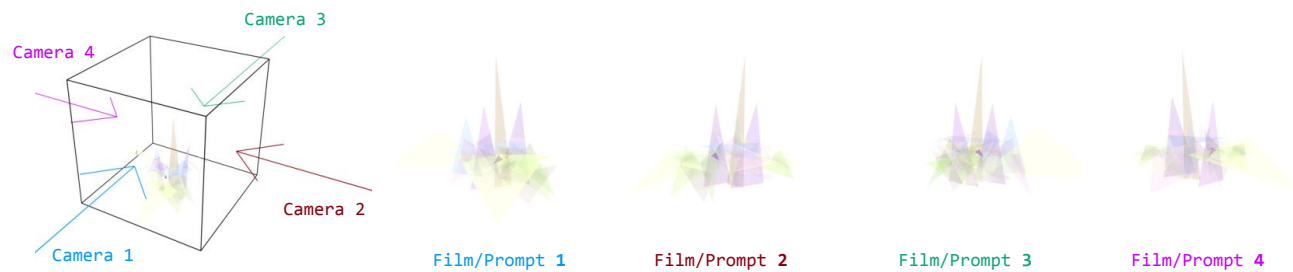 Camera 3
Camera 4
Camera 2
Camera 1
Film/Prompt 1
Film/Prompt 2
Film/Prompt 3
Film/Prompt 4